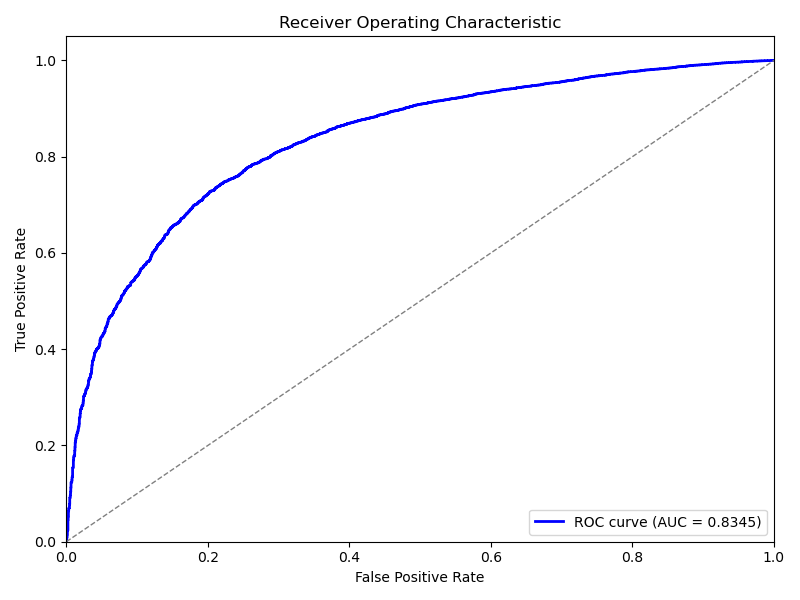 Receiver Operating Characteristic
True Positive Rate
1.0
0.8
0.6
0.4
0.2
0.0
ROC curve (AUC = 0.8345)
0.0 0.2 0.4 0.6 0.8 1.0
False Positive Rate